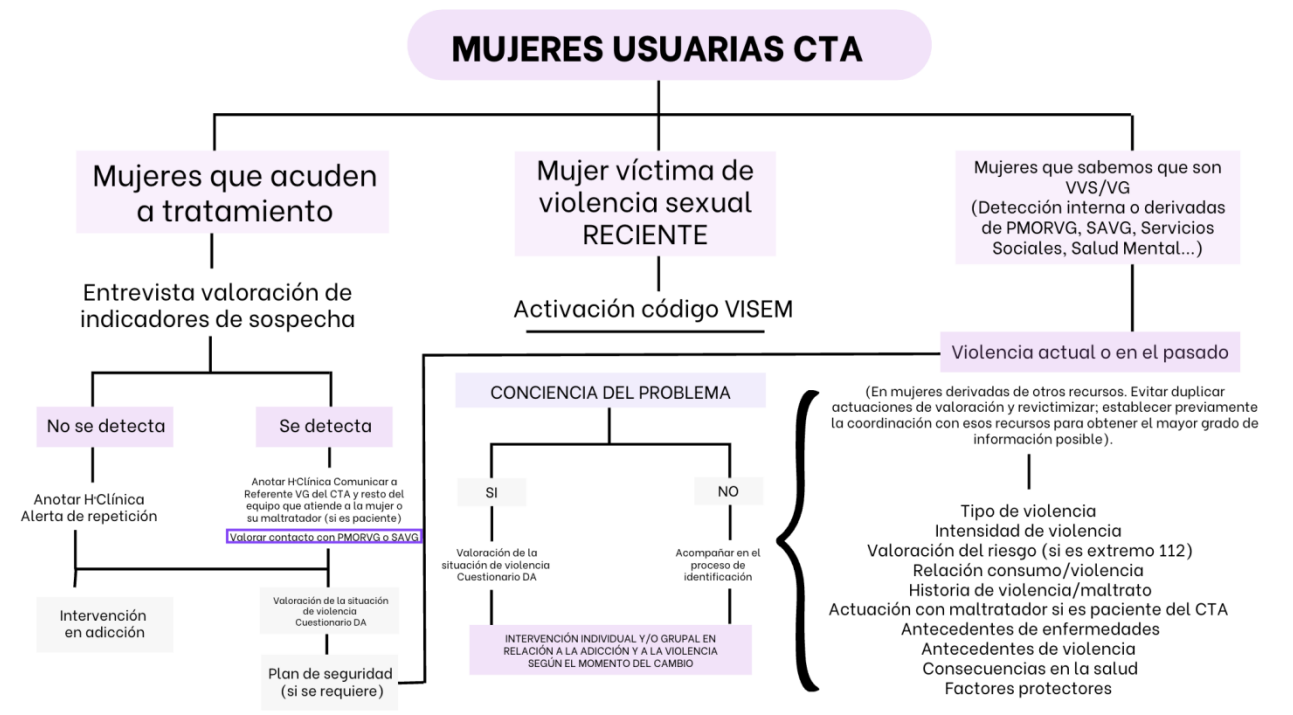 MUJERES USUARIAS CTA
Mujeres que acuden
a tratamiento
Entrevista valoración de
indicadores de sospecha
No se detecta
Anotar HªClínica
Alerta de repetición
Intervención
en adicción
Se detecta
Anotar HªClínica Comunicar a
Referente VG del CTA y resto del
equipo que atiende a la mujer o
su maltratador (si es paciente)
Valorar contacto con PMORVG o SAVG
Valoración de la situación
de violencia
Cuestionario DA
Plan de seguridad
(si se requiere)
Mujer víctima de
violencia sexual
RECIENTE
Activación código VISEM
CONCIENCIA DEL PROBLEMA
SI
Valoración de la
situación de violencia
Cuestionario DA
NO
Acompañar en el
proceso de
identificación
INTERVENCIÓN INDIVIDUAL Y/O GRUPAL EN
RELACIÓN A LA ADICCIÓN Y A LA VIOLENCIA
SEGÚN EL MOMENTO DEL CAMBIO
Mujeres que sabemos que son
VVS/VG
(Detección interna o derivadas
de PMORVG, SAVG, Servicios
Sociales, Salud Mental...)
Violencia actual o en el pasado
(En mujeres derivadas de otros recursos. Evitar duplicar
actuaciones de valoración y revictimizar; establecer previamente
la coordinación con esos recursos para obtener el mayor grado de
información posible).
Tipo de violencia
Intensidad de violencia
Valoración del riesgo (si es extremo 112)
Relación consumo/violencia
Historia de violencia/maltrato
Actuación con maltratador si es paciente del CTA
Antecedentes de enfermedades
Antecedentes de violencia
Consecuencias en la salud
Factores protectores